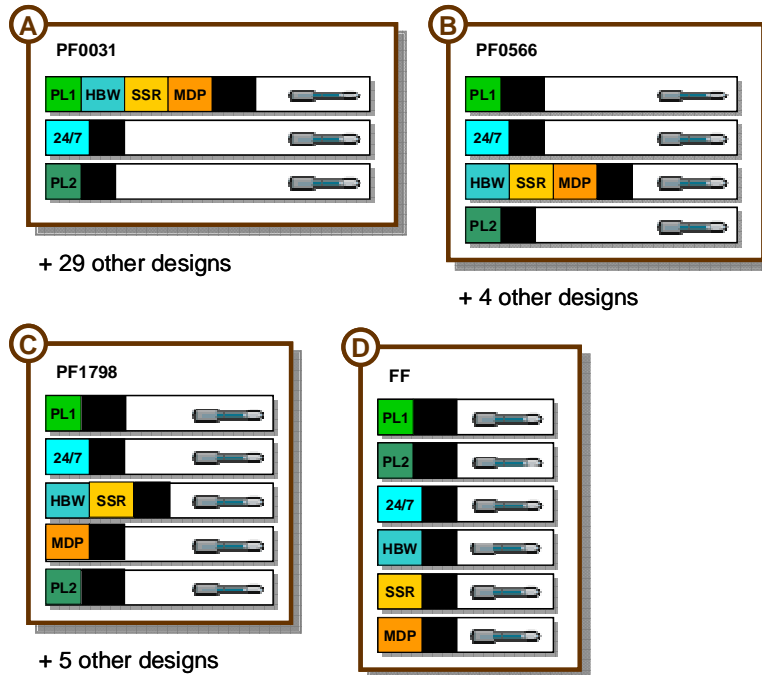 A
PF0031
PL1 HBW SSR MDP
24/7
PL2
+ 29 other designs
B
PF0566
PL1
24/7
HBW SSR MDP
PL2
+ 4 other designs
C
PF1798
PL1
24/7
HBW SSR
MDP
PL2
+ 5 other designs
D
FF
PL1
PL2
24/7
HBW
SSR
MDP